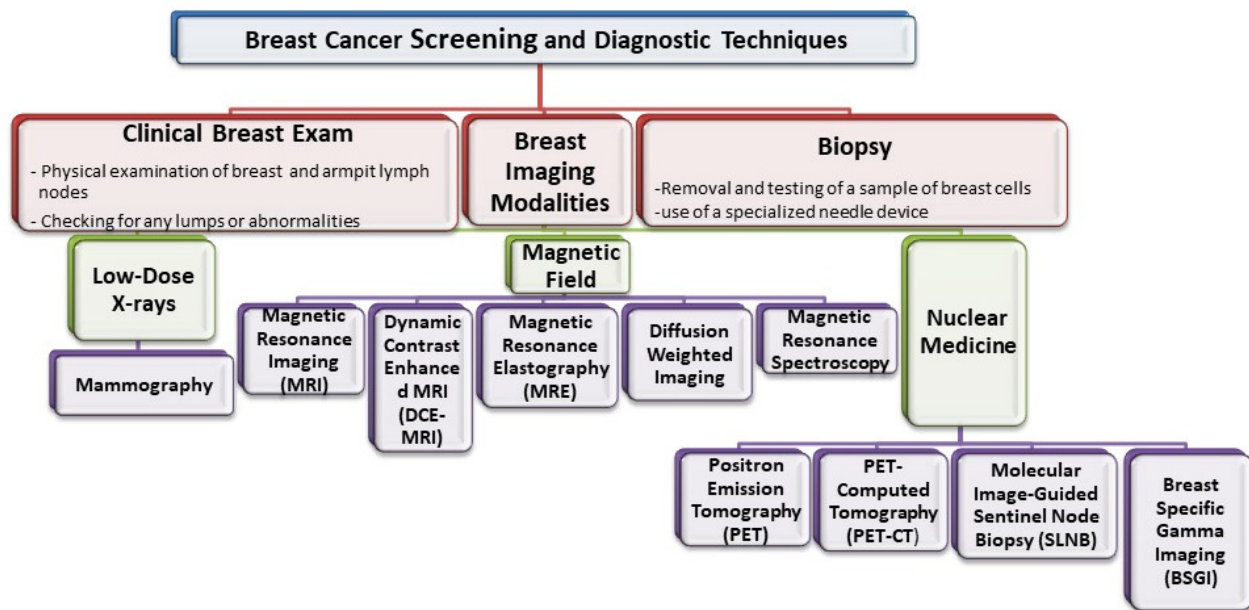 Breast Cancer Screening and Diagnostic Techniques
Clinical Breast Exam
- Physical examination of breast and armpit lymph
nodes
- Checking for any lumps or abnormalities
Breast
Imaging
Modalities
Biopsy
-Removal and testing of a sample of breast cells
-use of a specialized needle device
Low-Dose
X-rays
Magnetic
Field
Nuclear
Medicine
Mammography
Magnetic
Resonance
Imaging
(MRI)
Dynamic
Contrast
Enhance
d MRI
(DCE-
MRI)
Magnetic
Resonance
Elastography
(MRE)
Diffusion
Weighted
Imaging
Magnetic
Resonance
Spectroscopy
Positron
Emission
Tomography
(PET)
PET-
Computed
Tomography
(PET-CT)
Molecular
Image-Guided
Sentinel Node
Biopsy (SLNB)
Breast
Specific
Gamma
Imaging
(BSGI)